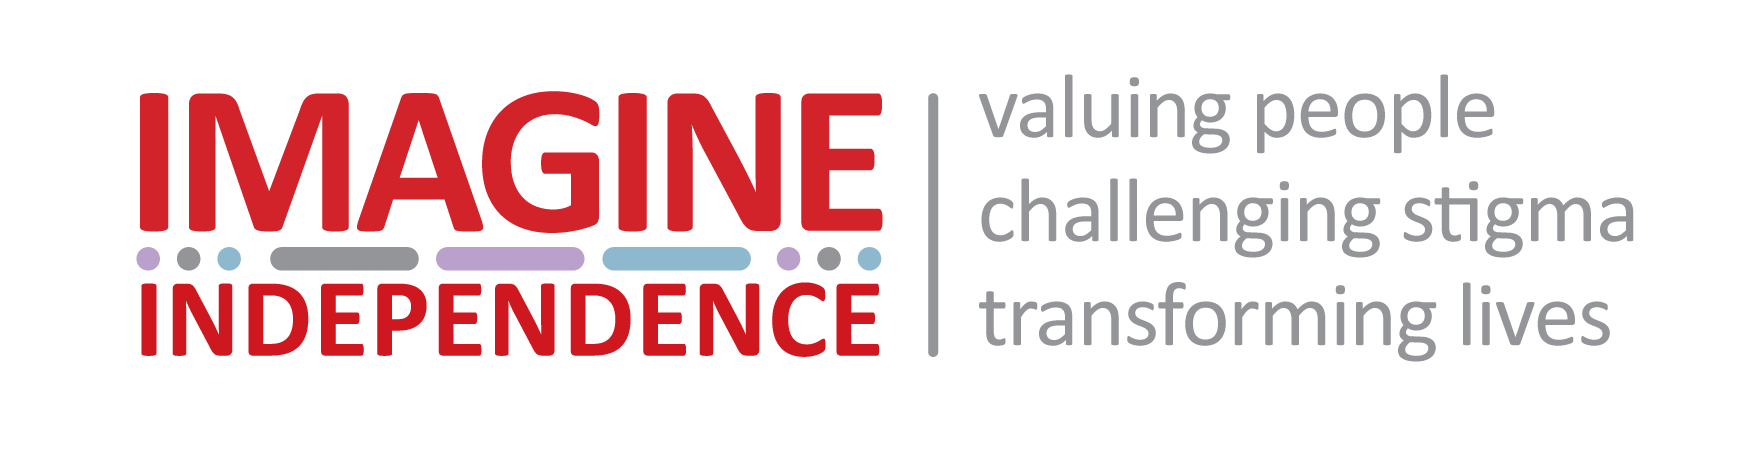 IMAGINE
INDEPENDENCE
valuing people
challenging stigma
transforming lives